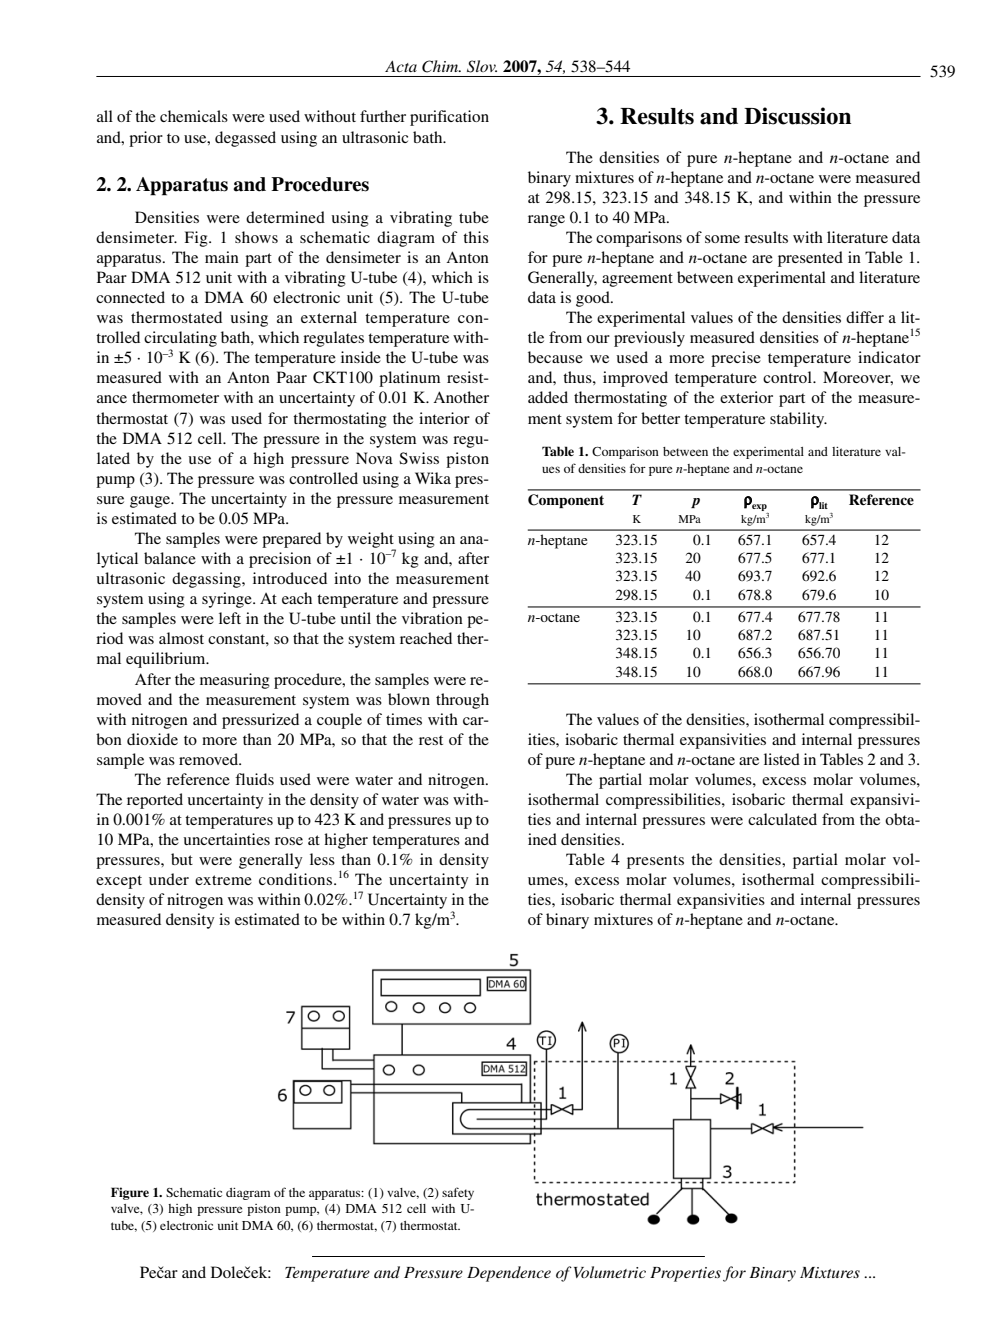 Acta Chim. Slov. 2007, 54, 538–544
539
all of the chemicals were used without further purification
and, prior to use, degassed using an ultrasonic bath.
2. 2. Apparatus and Procedures
Densities were determined using a vibrating tube
densimeter. Fig. 1 shows a schematic diagram of this
apparatus. The main part of the densimeter is an Anton
Paar DMA 512 unit with a vibrating U-tube (4), which is
connected to a DMA 60 electronic unit (5). The U-tube
was thermostated using an external temperature con-
trolled circulating bath, which regulates temperature with-
in ±5 · 10⁻³ K (6). The temperature inside the U-tube was
measured with an Anton Paar CKT100 platinum resist-
ance thermometer with an uncertainty of 0.01 K. Another
thermostat (7) was used for thermostating the interior of
the DMA 512 cell. The pressure in the system was regu-
lated by the use of a high pressure Nova Swiss piston
pump (3). The pressure was controlled using a Wika pres-
sure gauge. The uncertainty in the pressure measurement
is estimated to be 0.05 MPa.
The samples were prepared by weight using an ana-
lytical balance with a precision of ±1 · 10⁻⁷ kg and, after
ultrasonic degassing, introduced into the measurement
system using a syringe. At each temperature and pressure
the samples were left in the U-tube until the vibration pe-
riod was almost constant, so that the system reached ther-
mal equilibrium.
After the measuring procedure, the samples were re-
moved and the measurement system was blown through
with nitrogen and pressurized a couple of times with car-
bon dioxide to more than 20 MPa, so that the rest of the
sample was removed.
The reference fluids used were water and nitrogen.
The reported uncertainty in the density of water was with-
in 0.001% at temperatures up to 423 K and pressures up to
10 MPa, the uncertainties rose at higher temperatures and
pressures, but were generally less than 0.1% in density
except under extreme conditions.¹⁶ The uncertainty in
density of nitrogen was within 0.02%.¹⁷ Uncertainty in the
measured density is estimated to be within 0.7 kg/m³.
3. Results and Discussion
The densities of pure n-heptane and n-octane and
binary mixtures of n-heptane and n-octane were measured
at 298.15, 323.15 and 348.15 K, and within the pressure
range 0.1 to 40 MPa.
The comparisons of some results with literature data
for pure n-heptane and n-octane are presented in Table 1.
Generally, agreement between experimental and literature
data is good.
The experimental values of the densities differ a lit-
tle from our previously measured densities of n-heptane¹⁵
because we used a more precise temperature indicator
and, thus, improved temperature control. Moreover, we
added thermostating of the exterior part of the measure-
ment system for better temperature stability.
Table 1. Comparison between the experimental and literature val-
ues of densities for pure n-heptane and n-octane
Component T p ρexp ρlit Reference
K MPa kg/m³ kg/m³
n-heptane 323.15 0.1 657.1 657.4 12
323.15 20 677.5 677.1 12
323.15 40 693.7 692.6 12
298.15 0.1 678.8 679.6 10
n-octane 323.15 0.1 677.4 677.78 11
323.15 10 687.2 687.51 11
348.15 0.1 656.3 656.70 11
348.15 10 668.0 667.96 11
The values of the densities, isothermal compressibil-
ities, isobaric thermal expansivities and internal pressures
of pure n-heptane and n-octane are listed in Tables 2 and 3.
The partial molar volumes, excess molar volumes,
isothermal compressibilities, isobaric thermal expansivi-
ties and internal pressures were calculated from the obta-
ined densities.
Table 4 presents the densities, partial molar vol-
umes, excess molar volumes, isothermal compressibili-
ties, isobaric thermal expansivities and internal pressures
of binary mixtures of n-heptane and n-octane.
5
DMA 60
7
4
TI
PI
DMA 512
6
1
1
2
1
3
thermostated
Figure 1. Schematic diagram of the apparatus: (1) valve, (2) safety
valve, (3) high pressure piston pump, (4) DMA 512 cell with U-
tube, (5) electronic unit DMA 60, (6) thermostat, (7) thermostat.
Pečar and Doleček: Temperature and Pressure Dependence of Volumetric Properties for Binary Mixtures ...